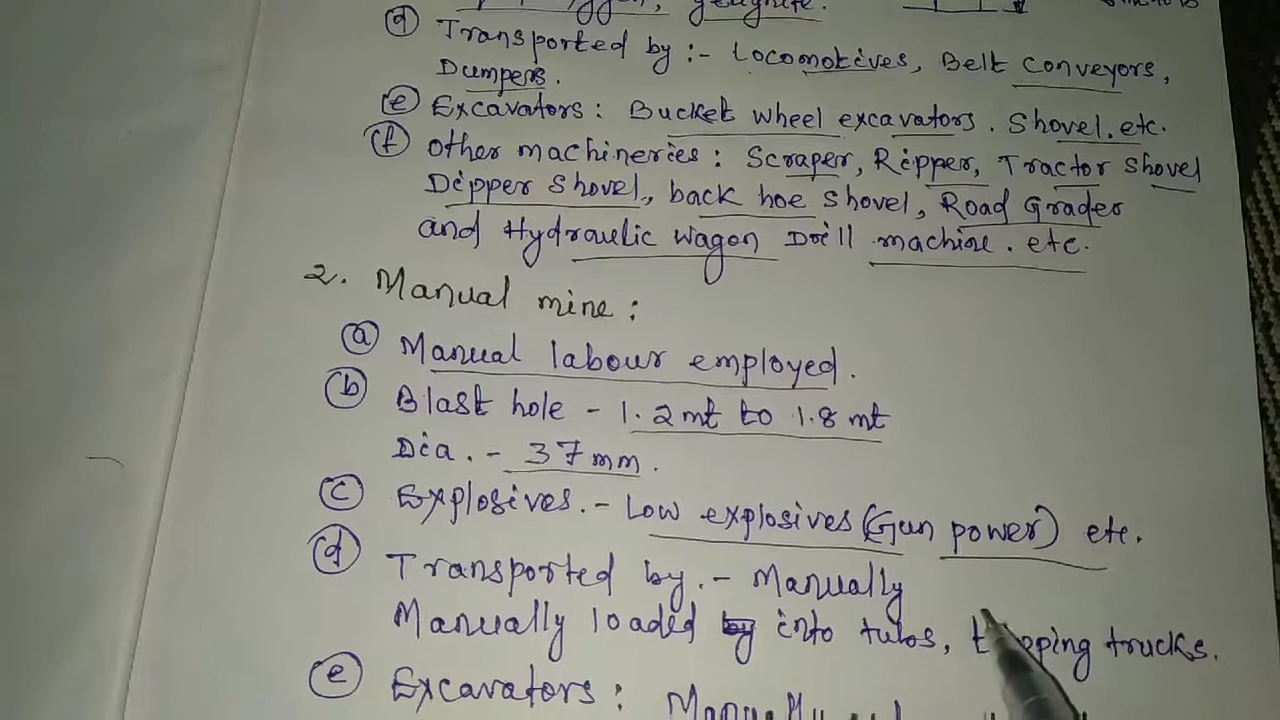 ⓓ Transported by :- Locomotives, Belt conveyors,
Dumpers.
ⓔ Excavators: Bucket wheel excavators. Shovel. etc.
ⓕ other machineries : Scraper, Ripper, Tractor shovel
Dipper shovel, back hoe shovel, Road Grader
and Hydraulic wagon Drill machine. etc.
2. Manual mine :
ⓐ Manual labour employed.
ⓑ Blast hole - 1.2 mt to 1.8 mt
Dia. - 37mm.
ⓒ Explosives. - Low explosives (Gun power) etc.
ⓓ Transported by. - Manually
Manually loaded into tubs, trucks.
ⓔ Excavators :